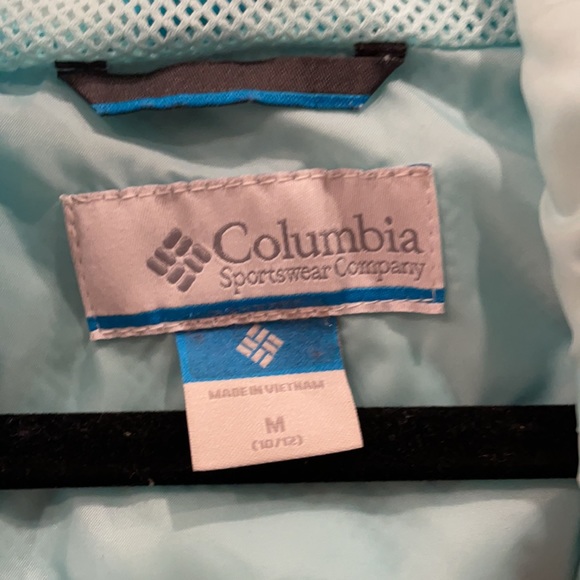 Columbia
Sportswear Company
MADE IN VIETNAM
M
(10/12)